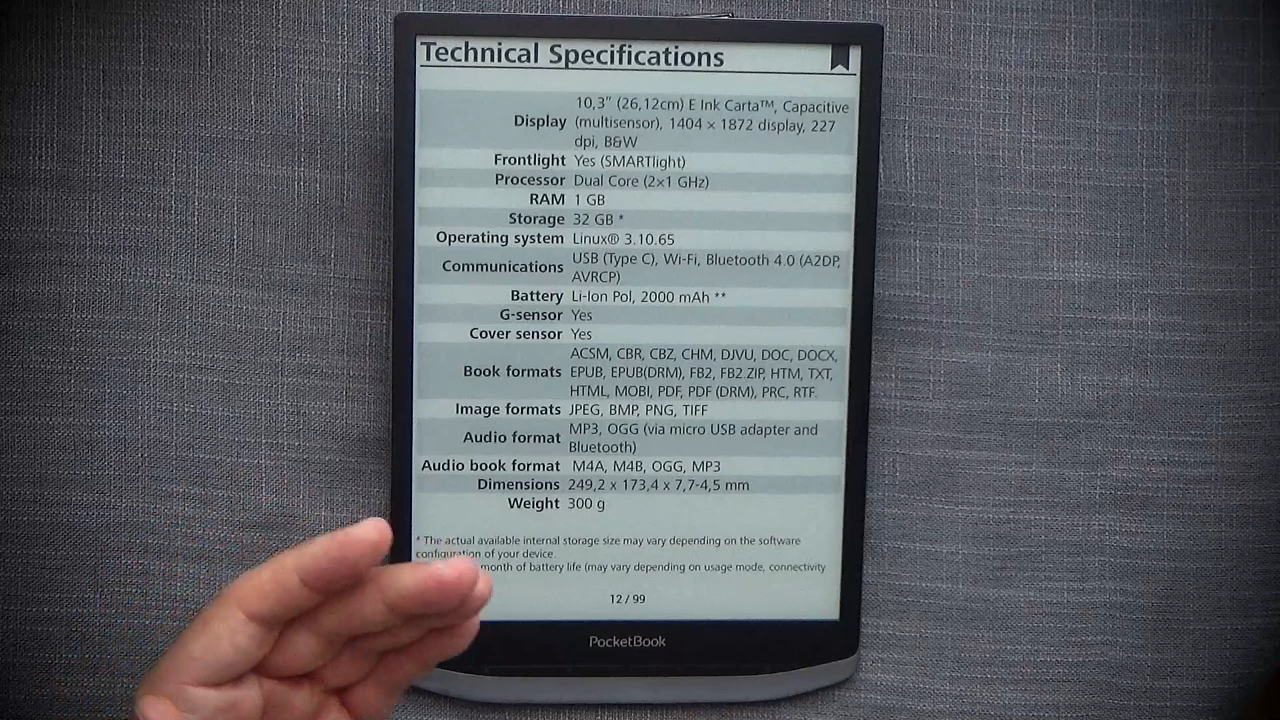 Technical Specifications
10,3" (26,12cm) E Ink Carta™, Capacitive
Display (multisensor), 1404 × 1872 display, 227
dpi, B&W
Frontlight Yes (SMARTlight)
Processor Dual Core (2×1 GHz)
RAM 1 GB
Storage 32 GB *
Operating system Linux® 3.10.65
USB (Type C), Wi-Fi, Bluetooth 4.0 (A2DP,
Communications AVRCP)
Battery Li-Ion Pol, 2000 mAh **
G-sensor Yes
Cover sensor Yes
ACSM, CBR, CBZ, CHM, DJVU, DOC, DOCX,
Book formats EPUB, EPUB(DRM), FB2, FB2.ZIP, HTM, TXT,
HTML, MOBI, PDF, PDF (DRM), PRC, RTF.
Image formats JPEG, BMP, PNG, TIFF
MP3, OGG (via micro USB adapter and
Audio format Bluetooth)
Audio book format M4A, M4B, OGG, MP3
Dimensions 249,2 x 173,4 x 7,7-4,5 mm
Weight 300 g
* The actual available internal storage size may vary depending on the software
configuration of your device.
month of battery life (may vary depending on usage mode, connectivity
12 / 99
PocketBook